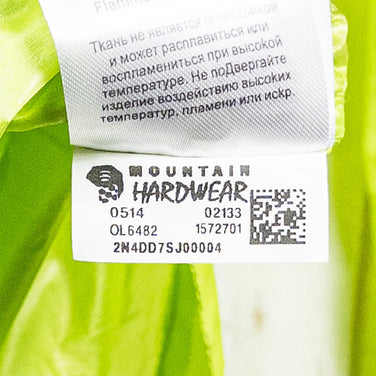 Flammé
Ткань не является огнестойкой
и может расплавиться или
воспламениться при высокой
температуре. Не поДвергайте
изделие воздействию высоких
температур, пламени или искр.
MOUNTAIN
HARDWEAR
0514 02133
OL6482 1572701
2N4DD7SJ00004